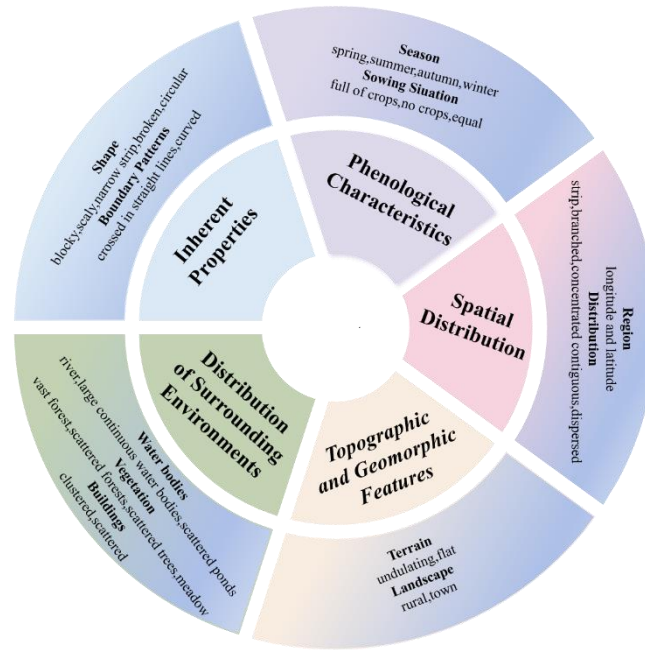 Season
spring,summer,autumn,winter
Sowing Siuation
full of crops,no crops,equal
Phenological
Characteristics
Region
longitude and latitude
Distribution
strip,branched,concentrated contiguous,dispersed
Spatial
Distribution
Topographic
and Geomorphic
Features
Terrain
undulating,flat
Landscape
rural,town
Distribution
of Surrounding
Environments
Water bodies
river,large continuous water bodies,scattered ponds
Vegetation
vast forest,scattered forests,scattered trees,meadow
Buildings
clustered,scattered
Inherent
Properties
Shape
blocky,scaly,narrow strip,broken,circular
Boundary Patterns
crossed in straight lines,curved